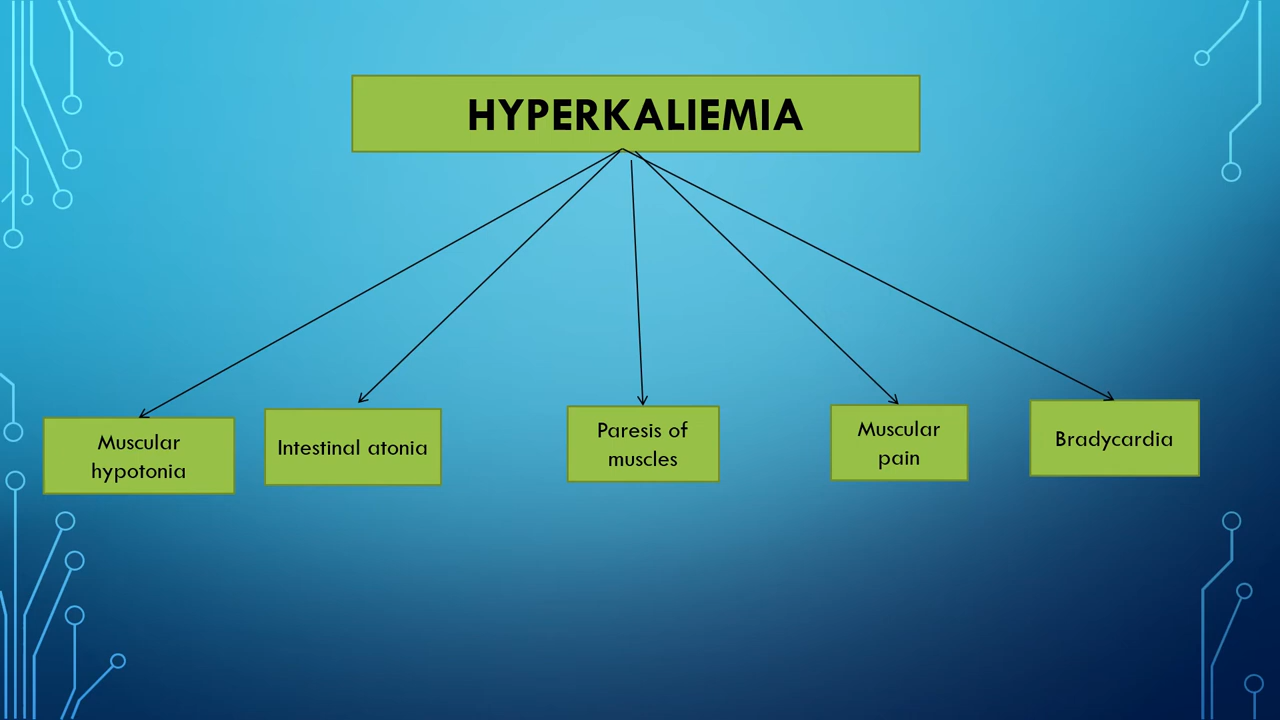 HYPERKALIEMIA
Muscular
hypotonia
Intestinal atonia
Paresis of
muscles
Muscular
pain
Bradycardia